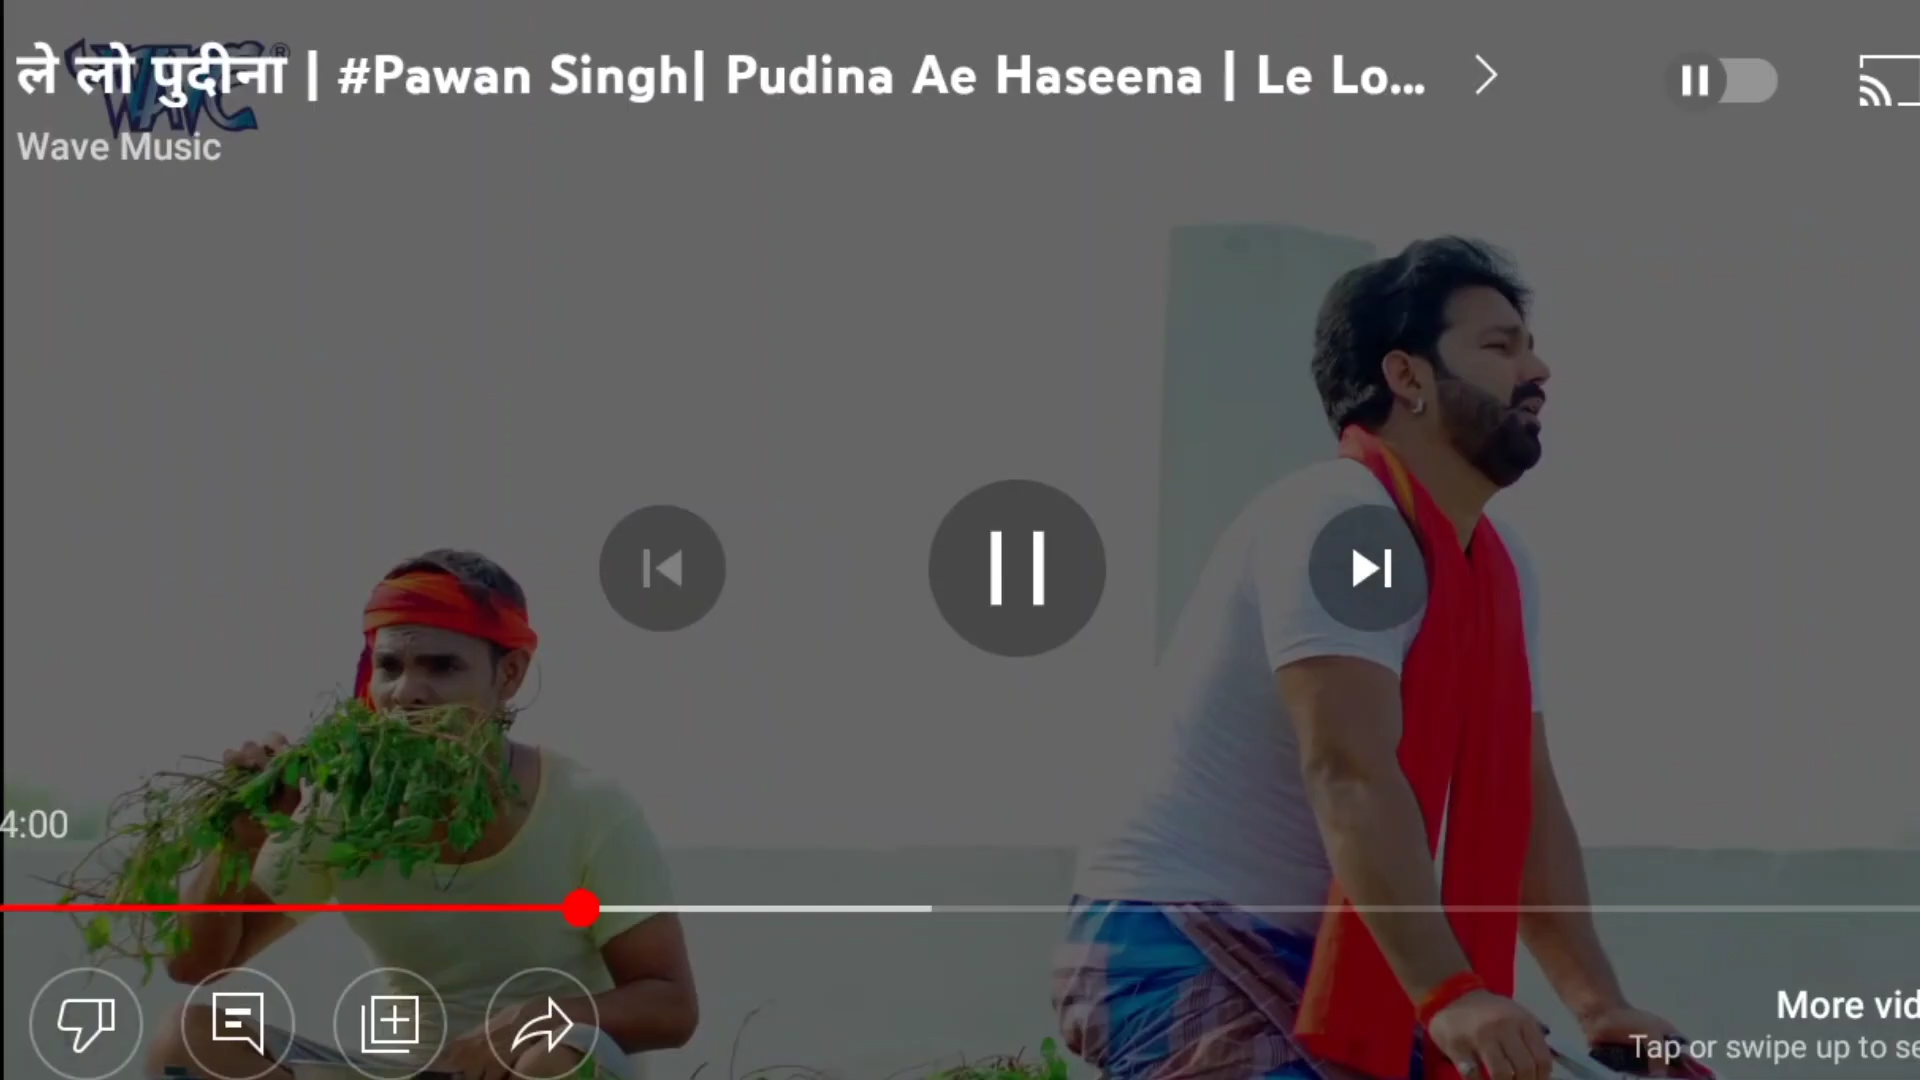 ले लो पुदीना | #Pawan Singh| Pudina Ae Haseena | Le Lo...
WAVE
Wave Music
4:00
More vid
Tap or swipe up to se